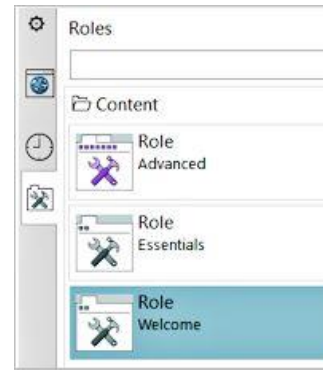 Roles
Content
Role
Advanced
Role
Essentials
Role
Welcome